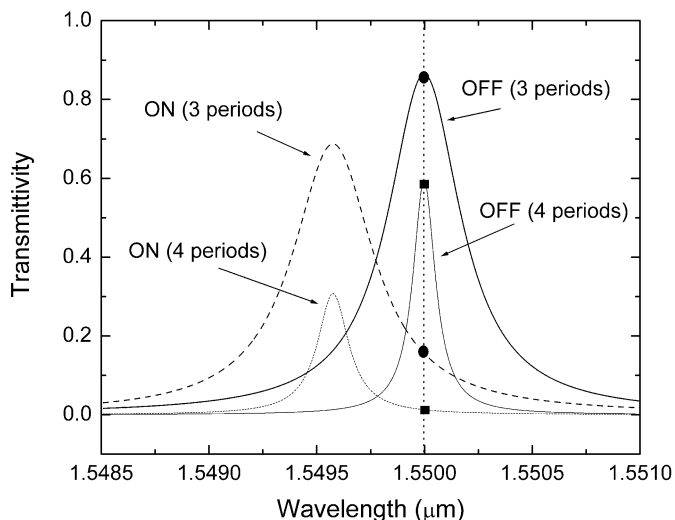 1.0
0.8
0.6
0.4
0.2
0.0
Transmittivity
ON (3 periods)
OFF (3 periods)
OFF (4 periods)
ON (4 periods)
1.5485
1.5490
1.5495
1.5500
1.5505
1.5510
Wavelength (μm)